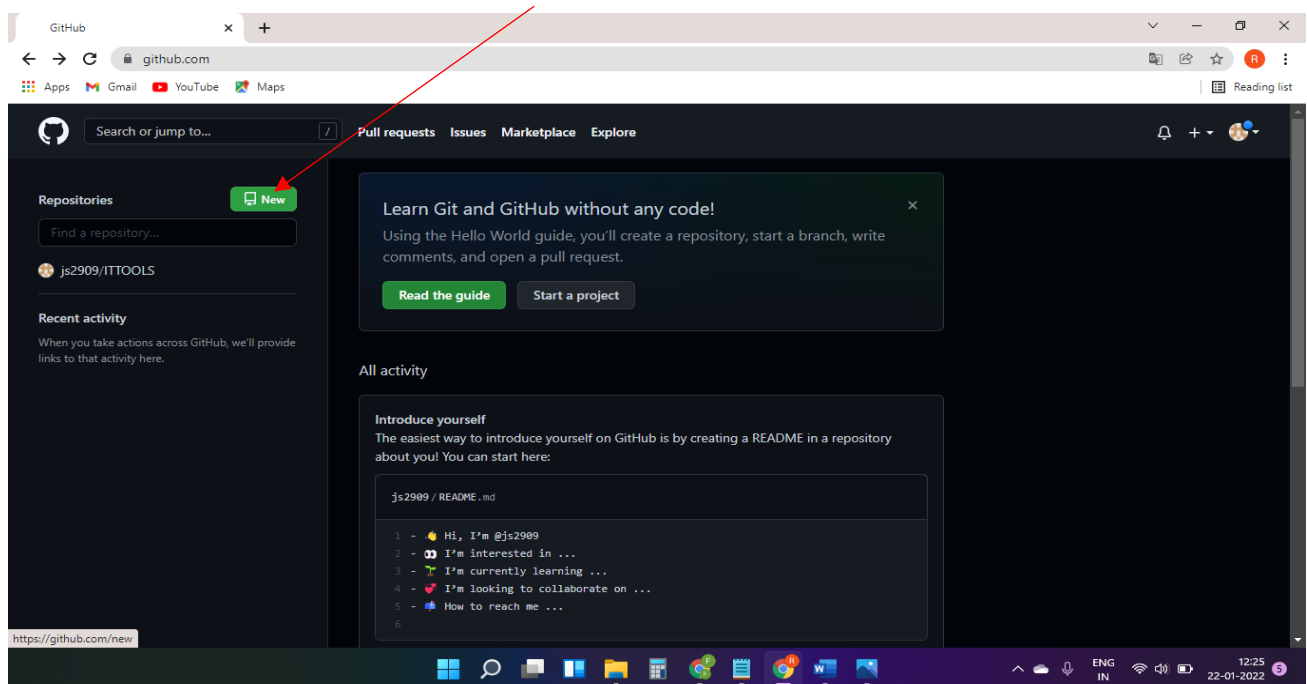 GitHub
github.com
R
Apps Gmail YouTube Maps
Reading list
Search or jump to... /
Pull requests Issues Marketplace Explore
Repositories
New
Find a repository...
js2909/ITTOOLS
Recent activity
When you take actions across GitHub, we'll provide
links to that activity here.
Learn Git and GitHub without any code!
Using the Hello World guide, you'll create a repository, start a branch, write
comments, and open a pull request.
Read the guide Start a project
All activity
Introduce yourself
The easiest way to introduce yourself on GitHub is by creating a README in a repository
about you! You can start here:
js2909 / README.md
1 - 👋 Hi, I'm @js2909
2 - 👀 I'm interested in ...
3 - 🌱 I'm currently learning ...
4 - 💞️ I'm looking to collaborate on ...
5 - 📫 How to reach me ...
6
https://github.com/new
F
R
ENG
IN
12:25
22-01-2022
5